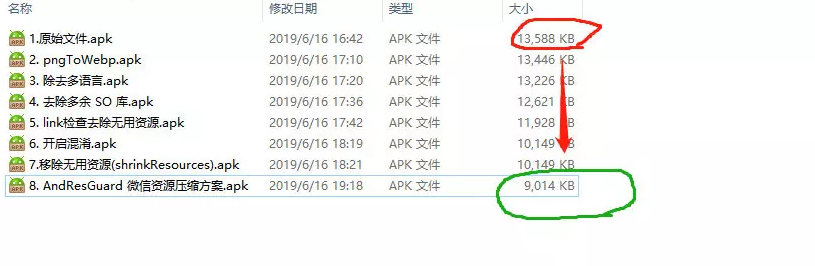 名称 修改日期 类型 大小
1.原始文件.apk 2019/6/16 16:42 APK 文件 13,588 KB
2. pngToWebp.apk 2019/6/16 17:10 APK 文件 13,446 KB
3. 除去多语言.apk 2019/6/16 17:20 APK 文件 13,226 KB
4. 去除多余 SO 库.apk 2019/6/16 17:36 APK 文件 12,621 KB
5. link检查去除无用资源.apk 2019/6/16 17:42 APK 文件 11,928 KB
6. 开启混淆.apk 2019/6/16 18:19 APK 文件 10,149 KB
7.移除无用资源(shrinkResources).apk 2019/6/16 18:21 APK 文件 10,149 KB
8. AndResGuard 微信资源压缩方案.apk 2019/6/16 19:18 APK 文件 9,014 KB